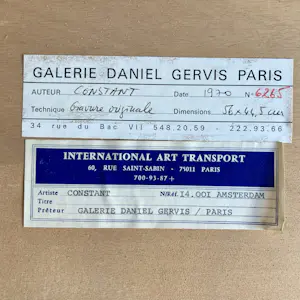 GALERIE DANIEL GERVIS PARIS
AUTEUR CONSTANT Date 1970 N° 6265
Technique Gravure originale Dimensions 56x44,5 cm
34 rue du Bac VII 548.20.59 - 222.93.66
INTERNATIONAL ART TRANSPORT
60, RUE SAINT-SABIN - 75011 PARIS
700-93-87+
Artiste CONSTANT N/Réf. 14.001 AMSTERDAM
Titre
Prêteur GALERIE DANIEL GERVIS / PARIS